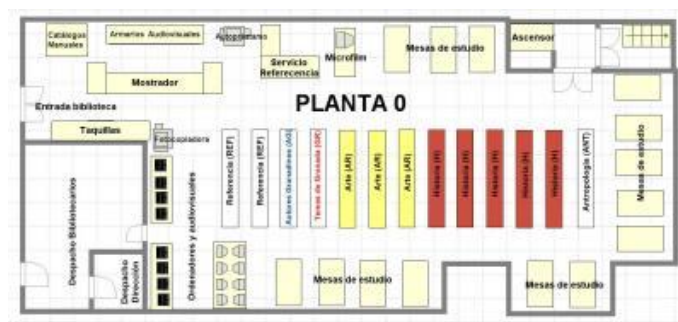 Catálogos
Manuales
Armarios Audiovisuales
Autopréstamo
Servicio
Referecencia
Microfilm
Mesas de estudio
Ascensor
Mostrador
PLANTA 0
Entrada biblioteca
Taquillas
Fotocopiadora
Despacho Bibliotecarios
Despacho
Dirección
Ordenadores y audiovisuales
Referencia (REF)
Referencia (REF)
Autores Granadinos (AG)
Temas de Granada (GR)
Arte (AR)
Arte (AR)
Arte (AR)
Historia (H)
Historia (H)
Historia (H)
Historia (H)
Historia (H)
Antropología (ANT)
Mesas de estudio
Mesas de estudio
Mesas de estudio